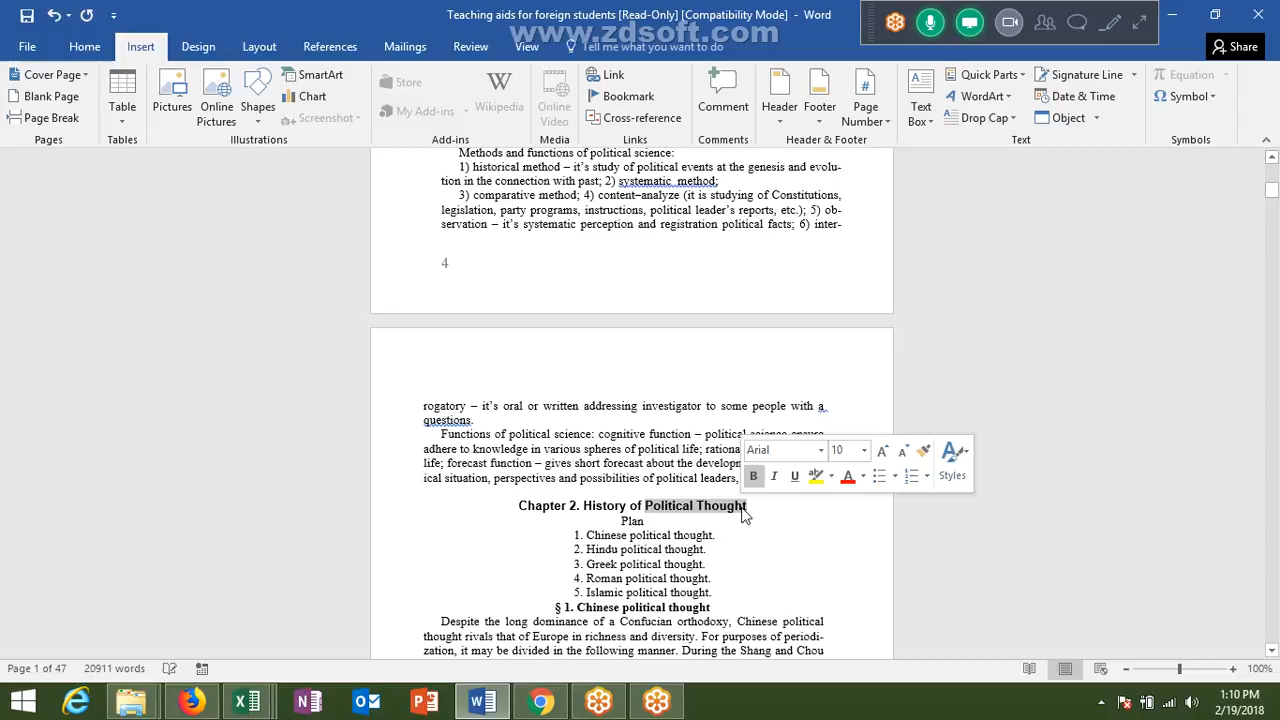 Teaching aids for foreign students [Read-Only] [Compatibility Mode] - Word
www.zdsoft.com
File Home Insert Design Layout References Mailings Review View Tell me what you want to do Share
Cover Page
Blank Page
Page Break
Pages
Table
Tables
Pictures
Online Pictures
Shapes
SmartArt
Chart
Screenshot
Illustrations
Store
My Add-ins
Wikipedia
Add-ins
Online Video
Media
Link
Bookmark
Cross-reference
Links
Comment
Comments
Header
Footer
Page Number
Header & Footer
Text Box
Quick Parts
WordArt
Drop Cap
Signature Line
Date & Time
Object
Text
Equation
Symbol
Symbols
Methods and functions of political science:
1) historical method – it’s study of political events at the genesis and evolu-
tion in the connection with past; 2) systematic method;
3) comparative method; 4) content–analyze (it is studying of Constitutions,
legislation, party programs, instructions, political leader’s reports, etc.); 5) ob-
servation – it’s systematic perception and registration political facts; 6) inter-
4
rogatory – it’s oral or written addressing investigator to some people with a
questions.
Functions of political science: cognitive function – political science ensure
adhere to knowledge in various spheres of political life; rationa
life; forecast function – gives short forecast about the developm
ical situation, perspectives and possibilities of political leaders,
Arial 10
B I U ab A Styles
Chapter 2. History of Political Thought
Plan
1. Chinese political thought.
2. Hindu political thought.
3. Greek political thought.
4. Roman political thought.
5. Islamic political thought.
§ 1. Chinese political thought
Despite the long dominance of a Confucian orthodoxy, Chinese political
thought rivals that of Europe in richness and diversity. For purposes of periodi-
zation, it may be divided in the following manner. During the Shang and Chou
Page 1 of 47 20911 words 100%
1:10 PM
2/19/2018